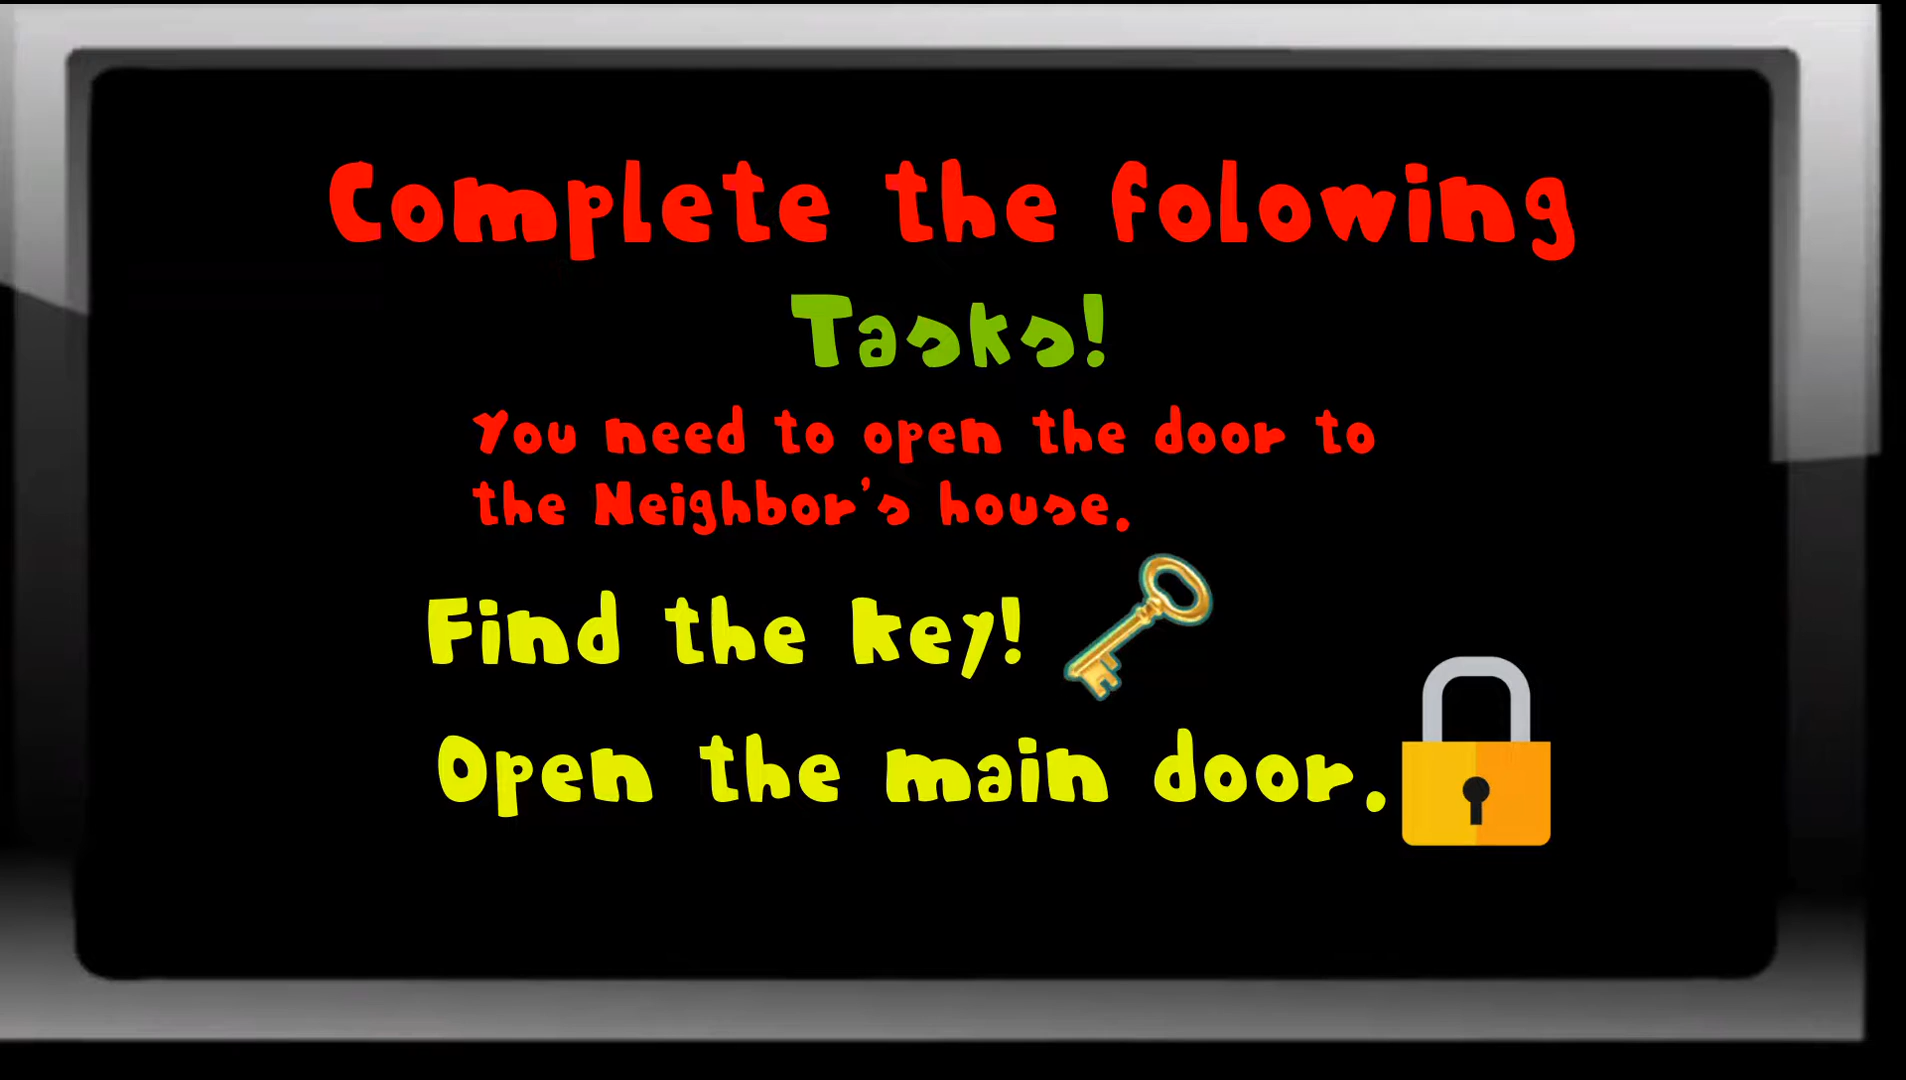 Complete the folowing
Tasks!
You need to open the door to
the Neighbor's house.
Find the key!
Open the main door.